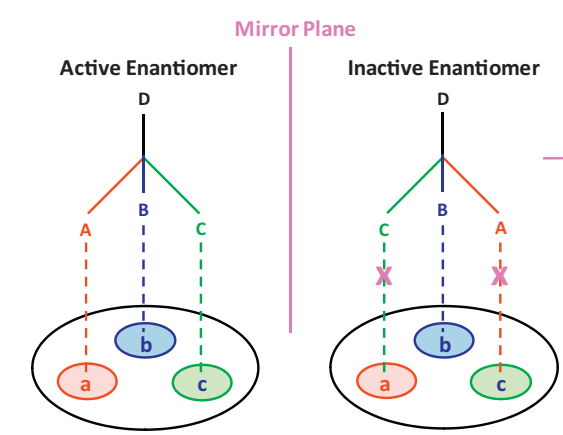 Mirror Plane
Active Enantiomer
Inactive Enantiomer
D
D
A
B
C
C
B
A
X
X
a
b
c
a
b
c